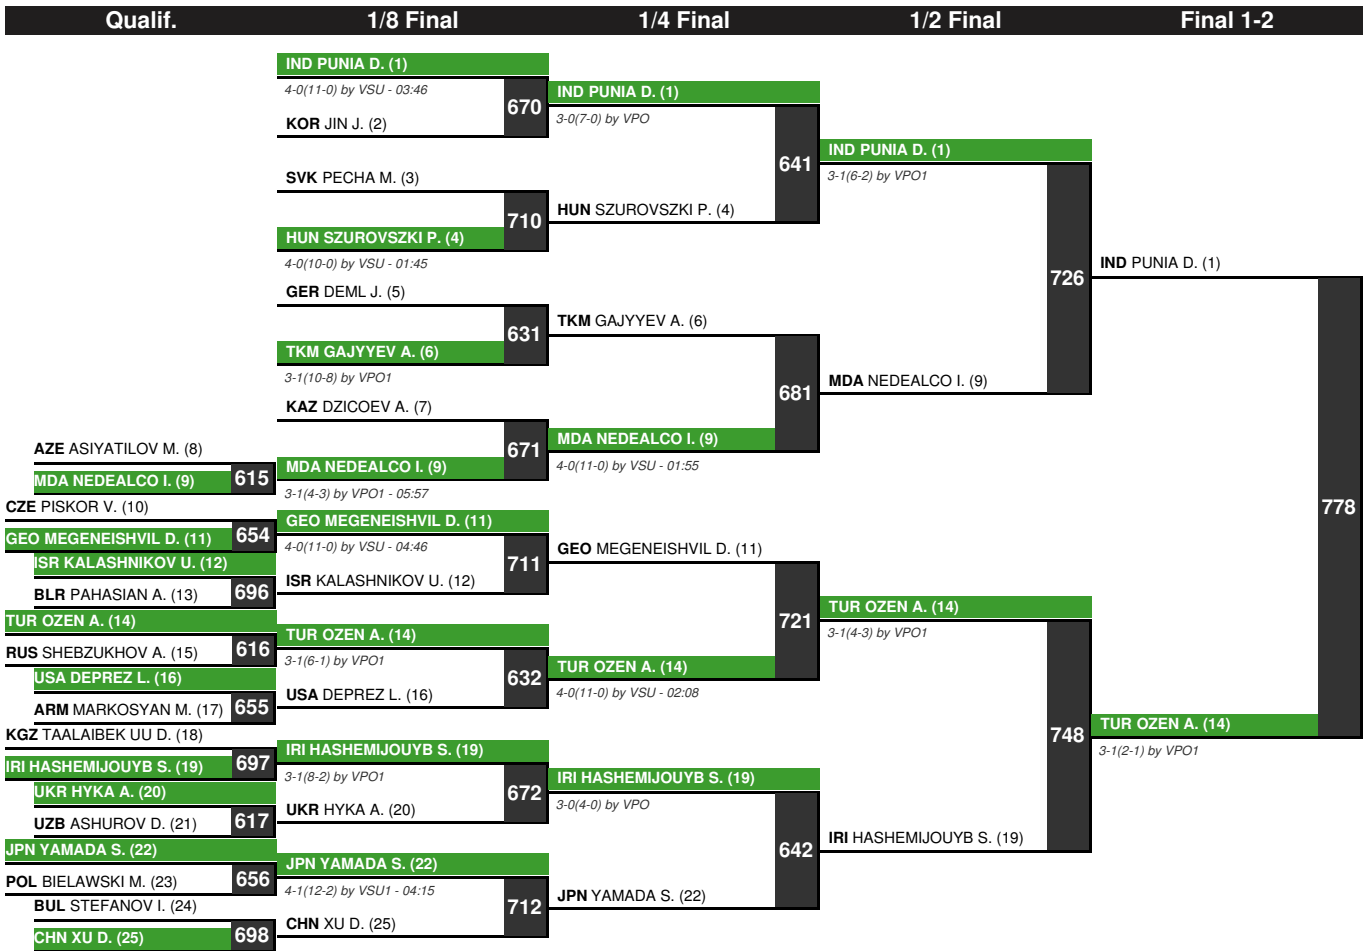 Qualif. 1/8 Final 1/4 Final 1/2 Final Final 1-2
IND PUNIA D. (1)
4-0(11-0) by VSU - 03:46
670
KOR JIN J. (2)
SVK PECHA M. (3)
710
HUN SZUROVSZKI P. (4)
4-0(10-0) by VSU - 01:45
GER DEML J. (5)
631
TKM GAJYYEV A. (6)
3-1(10-8) by VPO1
KAZ DZICOEV A. (7)
671
MDA NEDEALCO I. (9)
3-1(4-3) by VPO1 - 05:57
AZE ASIYATILOV M. (8)
615
MDA NEDEALCO I. (9)
CZE PISKOR V. (10)
654
GEO MEGENEISHVIL D. (11)
ISR KALASHNIKOV U. (12)
696
BLR PAHASIAN A. (13)
TUR OZEN A. (14)
616
RUS SHEBZUKHOV A. (15)
USA DEPREZ L. (16)
655
ARM MARKOSYAN M. (17)
KGZ TAALAIBEK UU D. (18)
697
IRI HASHEMIJOUYB S. (19)
UKR HYKA A. (20)
617
UZB ASHUROV D. (21)
JPN YAMADA S. (22)
656
POL BIELAWSKI M. (23)
BUL STEFANOV I. (24)
698
CHN XU D. (25)
GEO MEGENEISHVIL D. (11)
4-0(11-0) by VSU - 04:46
711
ISR KALASHNIKOV U. (12)
TUR OZEN A. (14)
3-1(6-1) by VPO1
632
USA DEPREZ L. (16)
IRI HASHEMIJOUYB S. (19)
3-1(8-2) by VPO1
672
UKR HYKA A. (20)
JPN YAMADA S. (22)
4-1(12-2) by VSU1 - 04:15
712
CHN XU D. (25)
IND PUNIA D. (1)
3-0(7-0) by VPO
641
HUN SZUROVSZKI P. (4)
TKM GAJYYEV A. (6)
681
MDA NEDEALCO I. (9)
4-0(11-0) by VSU - 01:55
GEO MEGENEISHVIL D. (11)
721
TUR OZEN A. (14)
4-0(11-0) by VSU - 02:08
IRI HASHEMIJOUYB S. (19)
3-0(4-0) by VPO
642
JPN YAMADA S. (22)
IND PUNIA D. (1)
3-1(6-2) by VPO1
726
MDA NEDEALCO I. (9)
TUR OZEN A. (14)
3-1(4-3) by VPO1
748
IRI HASHEMIJOUYB S. (19)
IND PUNIA D. (1)
778
TUR OZEN A. (14)
3-1(2-1) by VPO1